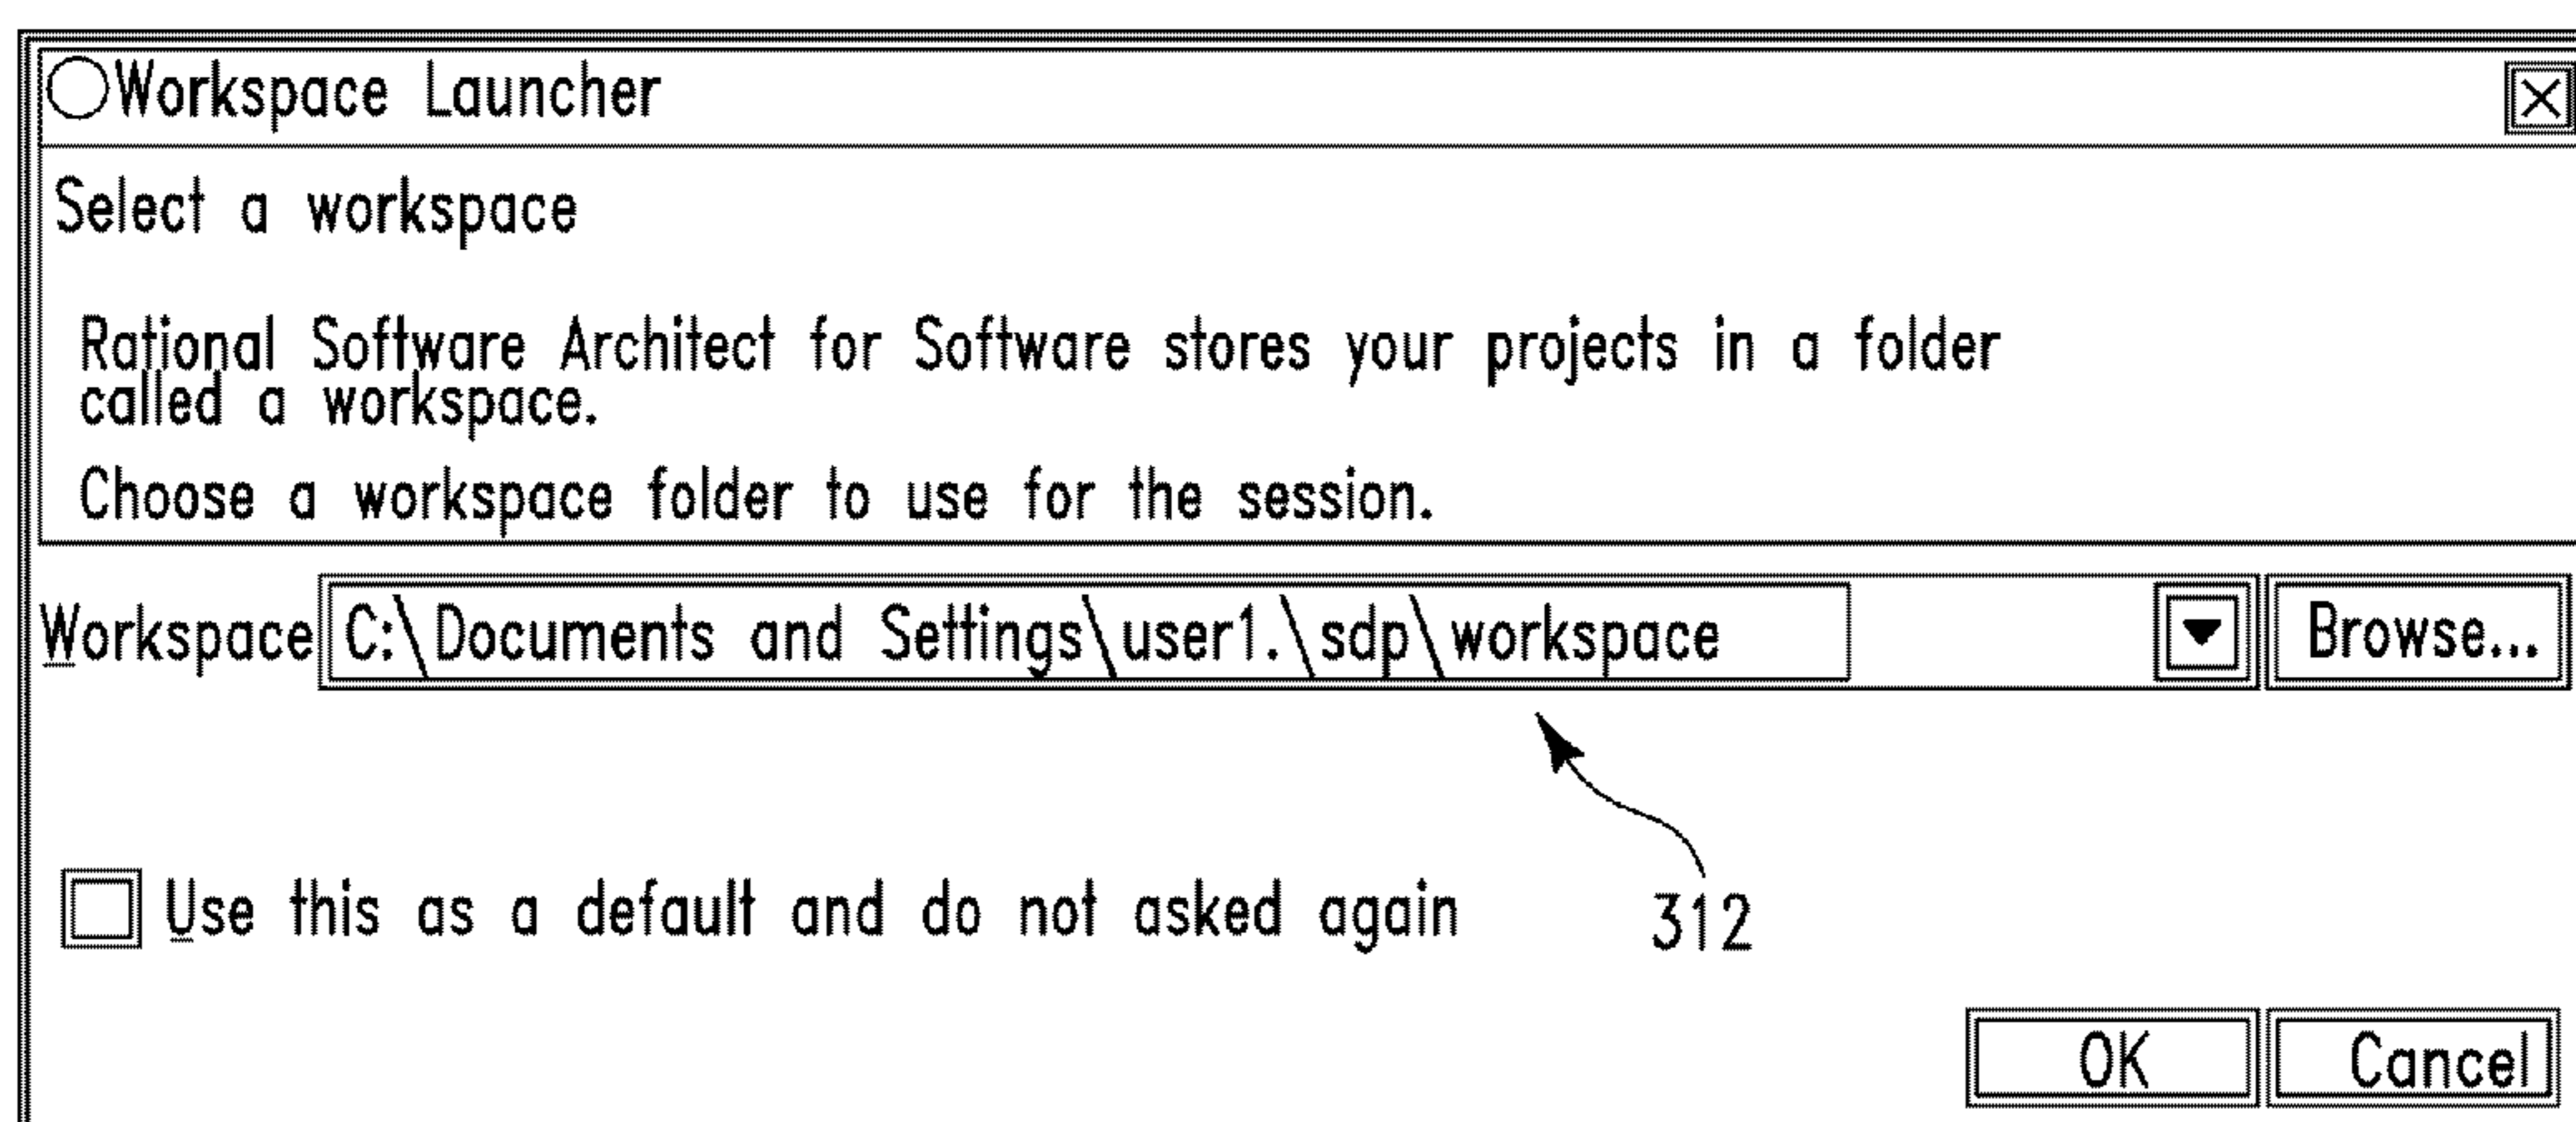 Workspace Launcher
Select a workspace
Rational Software Architect for Software stores your projects in a folder
called a workspace.
Choose a workspace folder to use for the session.
Workspace C:\Documents and Settings\user1.\sdp\workspace Browse...
Use this as a default and do not asked again 312
OK Cancel